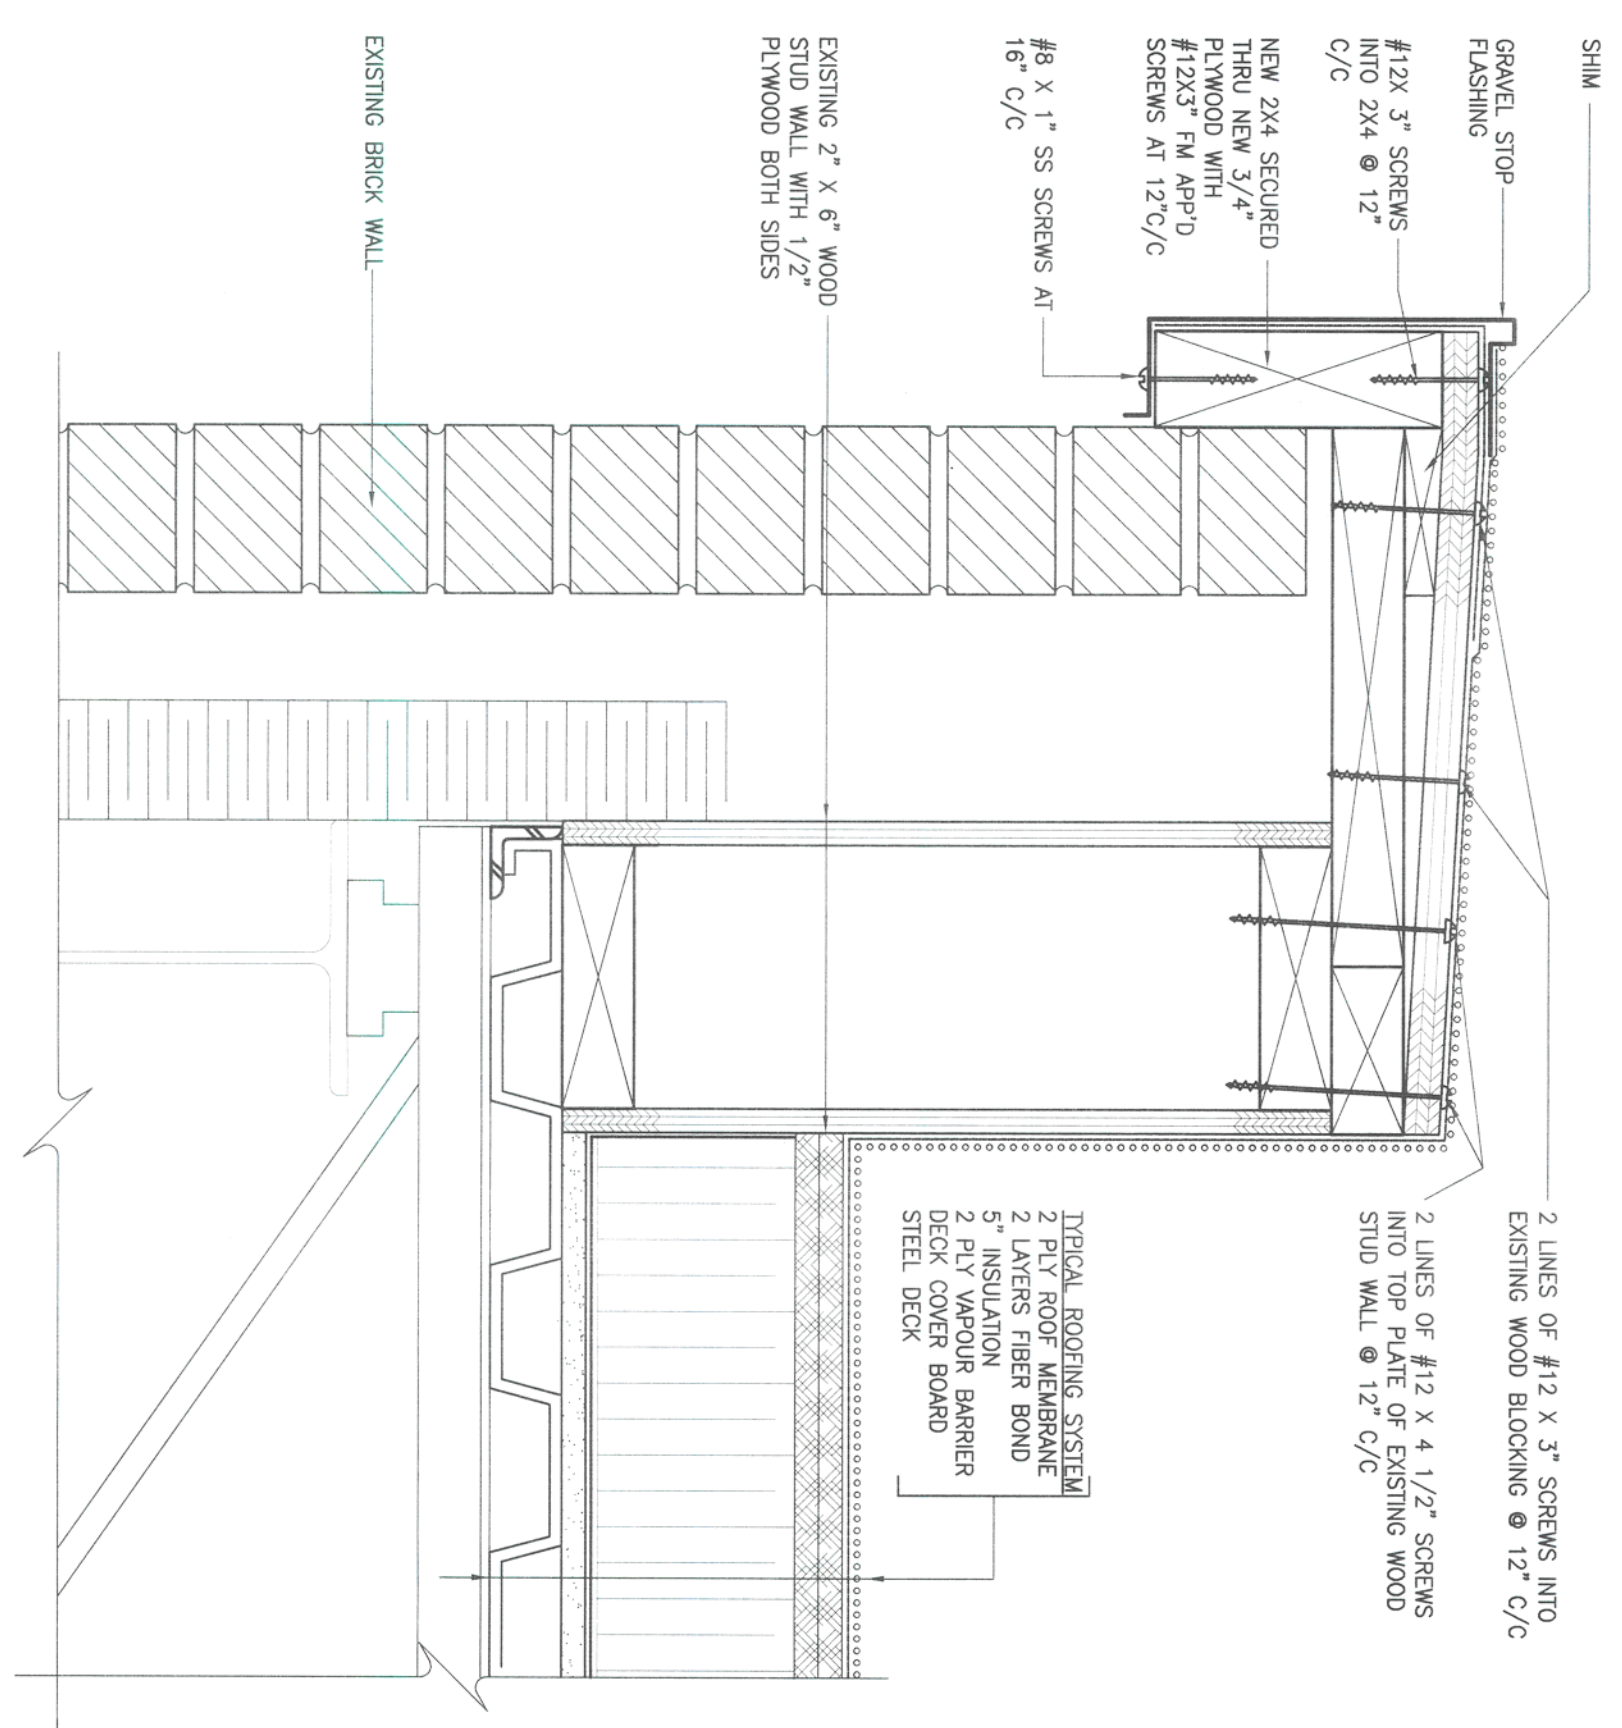 SHIM
GRAVEL STOP
FLASHING
#12X 3" SCREWS
INTO 2X4 @ 12"
C/C
NEW 2X4 SECURED
THRU NEW 3/4"
PLYWOOD WITH
#12X3" FM APP'D
SCREWS AT 12"C/C
#8 X 1" SS SCREWS AT
16" C/C
EXISTING 2" X 6" WOOD
STUD WALL WITH 1/2"
PLYWOOD BOTH SIDES
EXISTING BRICK WALL
2 LINES OF #12 X 3" SCREWS INTO
EXISTING WOOD BLOCKING @ 12" C/C
2 LINES OF #12 X 4 1/2" SCREWS
INTO TOP PLATE OF EXISTING WOOD
STUD WALL @ 12" C/C
TYPICAL ROOFING SYSTEM
2 PLY ROOF MEMBRANE
2 LAYERS FIBER BOND
5" INSULATION
2 PLY VAPOUR BARRIER
DECK COVER BOARD
STEEL DECK